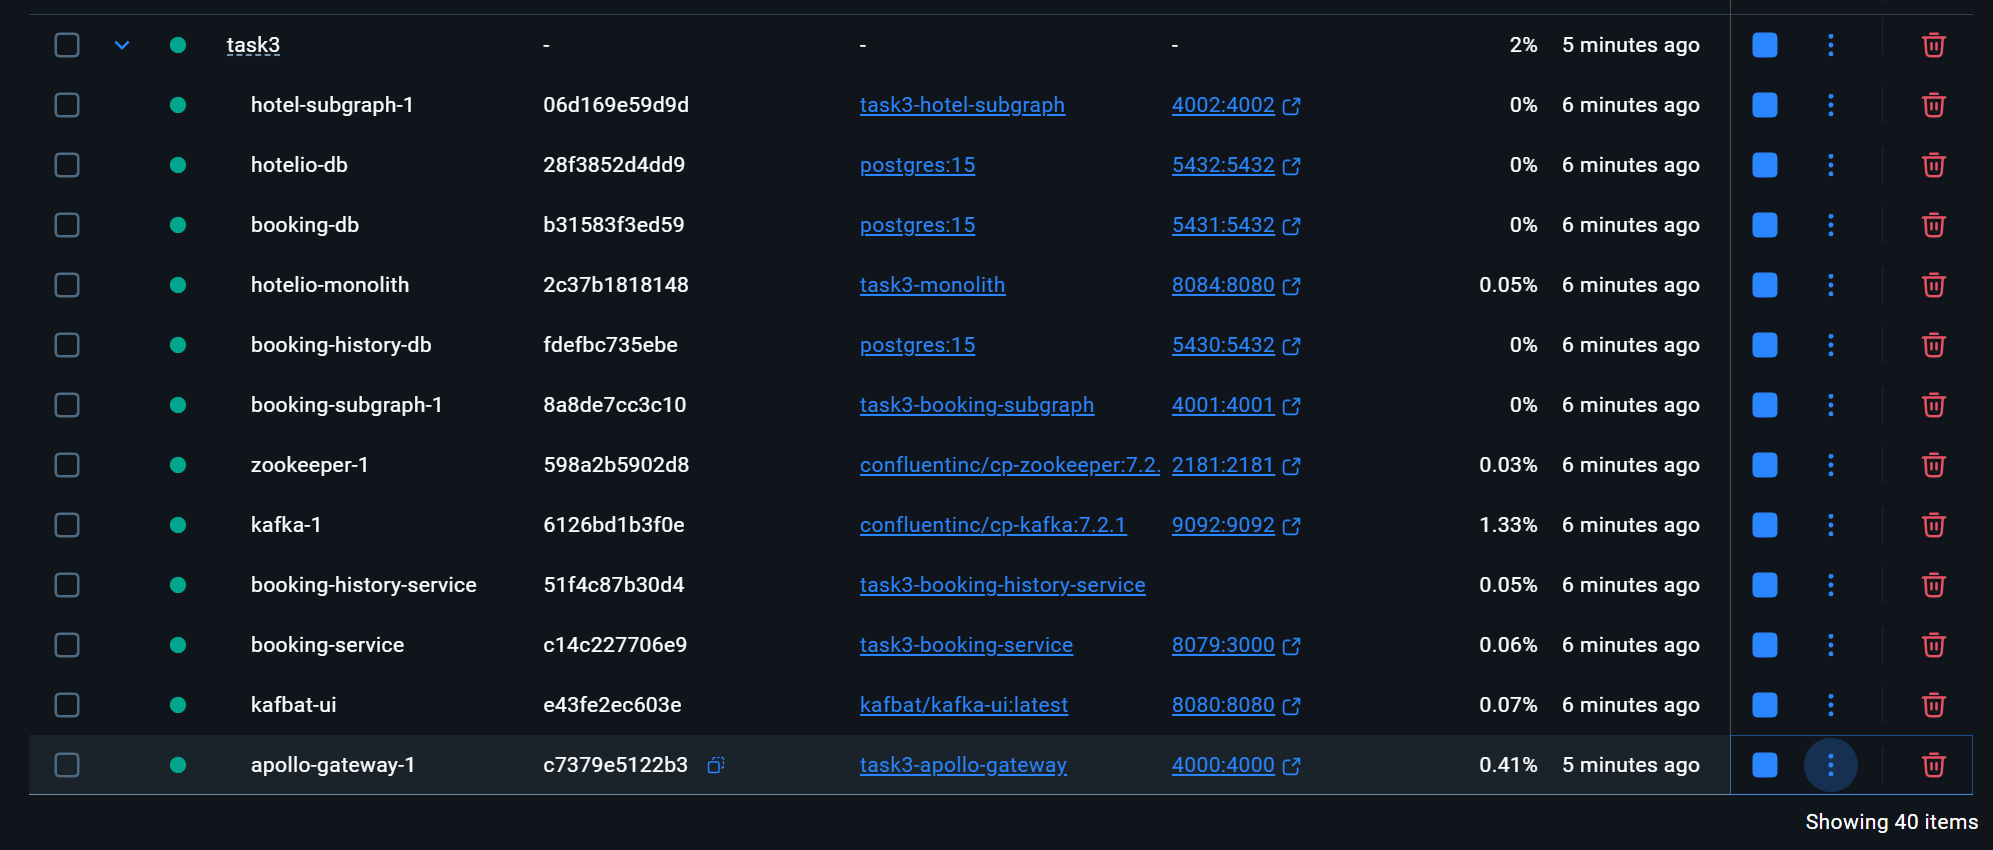 task3 - - - 2% 5 minutes ago
hotel-subgraph-1 06d169e59d9d task3-hotel-subgraph 4002:4002 0% 6 minutes ago
hotelio-db 28f3852d4dd9 postgres:15 5432:5432 0% 6 minutes ago
booking-db b31583f3ed59 postgres:15 5431:5432 0% 6 minutes ago
hotelio-monolith 2c37b1818148 task3-monolith 8084:8080 0.05% 6 minutes ago
booking-history-db fdefbc735ebe postgres:15 5430:5432 0% 6 minutes ago
booking-subgraph-1 8a8de7cc3c10 task3-booking-subgraph 4001:4001 0% 6 minutes ago
zookeeper-1 598a2b5902d8 confluentinc/cp-zookeeper:7.2. 2181:2181 0.03% 6 minutes ago
kafka-1 6126bd1b3f0e confluentinc/cp-kafka:7.2.1 9092:9092 1.33% 6 minutes ago
booking-history-service 51f4c87b30d4 task3-booking-history-service 0.05% 6 minutes ago
booking-service c14c227706e9 task3-booking-service 8079:3000 0.06% 6 minutes ago
kafbat-ui e43fe2ec603e kafbat/kafka-ui:latest 8080:8080 0.07% 6 minutes ago
apollo-gateway-1 c7379e5122b3 task3-apollo-gateway 4000:4000 0.41% 5 minutes ago
Showing 40 items